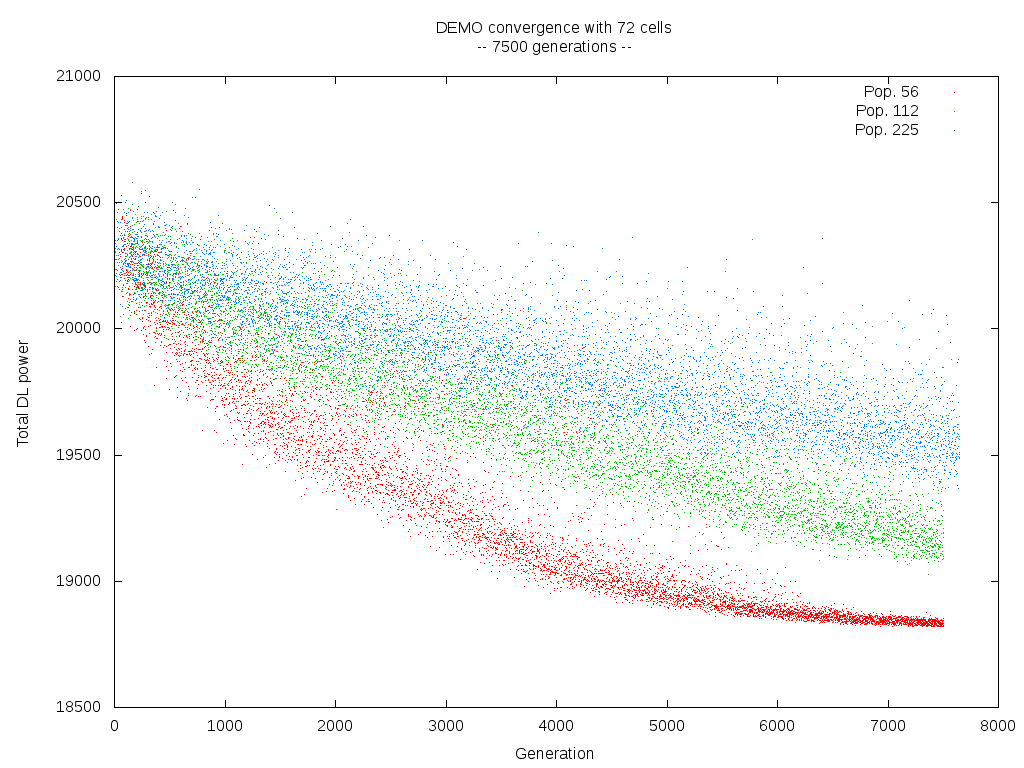 DEMO convergence with 72 cells
-- 7500 generations --
21000
20500
20000
19500
19000
18500
Total DL power
Pop. 56
Pop. 112
Pop. 225
0 1000 2000 3000 4000 5000 6000 7000 8000
Generation